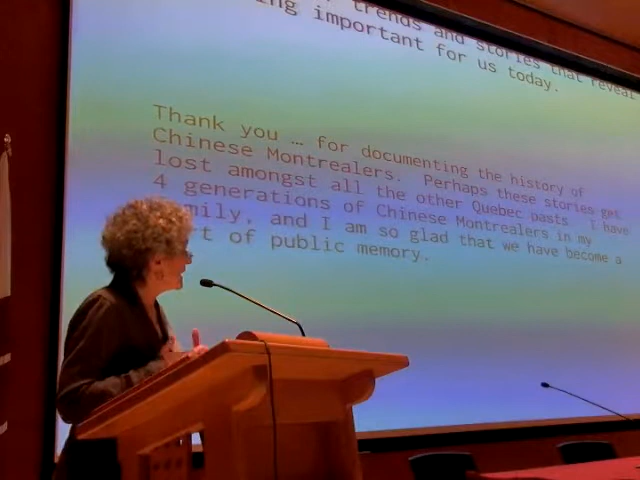 trends and stories that reveal
ing important for us today.
Thank you … for documenting the history of
Chinese Montrealers. Perhaps these stories get
lost amongst all the other Quebec pasts. I have
4 generations of Chinese Montrealers in my
mily, and I am so glad that we have become a
t of public memory.